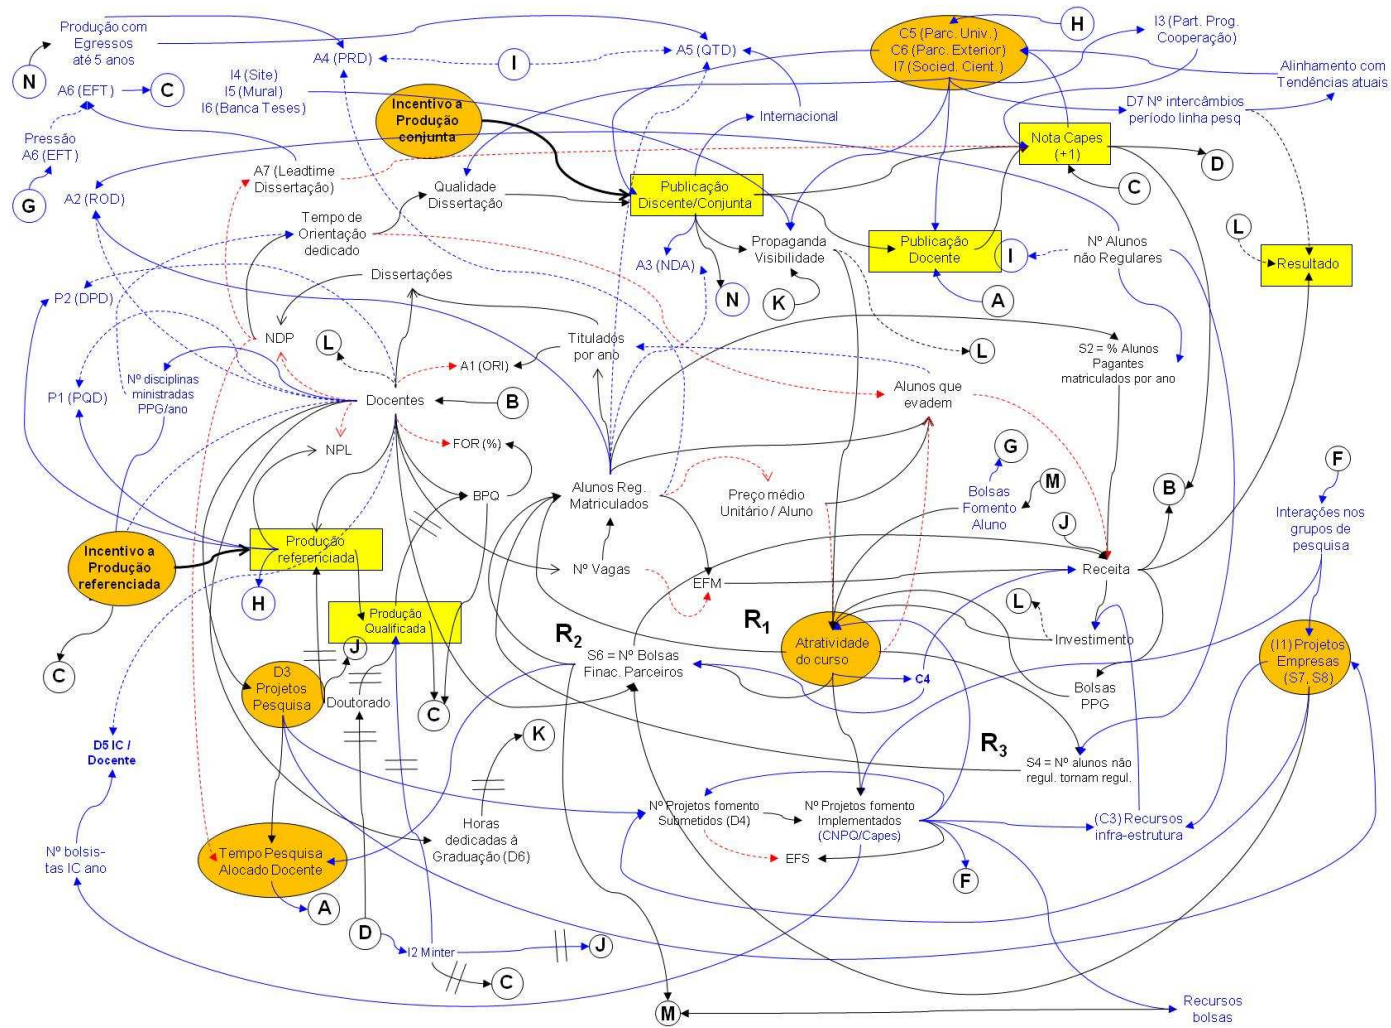 Produção com
Egressos
até 5 anos
N
A6 (EFT)
C
Pressão
A6 (EFT)
G
A2 (ROD)
I4 (Site)
I5 (Mural)
I6 (Banca Teses)
A4 (PRD)
I
A5 (QTD)
Incentivo a
Produção
conjunta
C5 (Parc. Univ.)
C6 (Parc. Exterior)
I7 (Socied. Cient.)
H
I3 (Part. Prog.
Cooperação)
Alinhamento com
Tendências atuais
D7 Nº intercâmbios
período linha pesq
Internacional
Nota Capes
(+1)
D
C
A7 (Leadtime
Dissertação)
Qualidade
Dissertação
Publicação
Discente/Conjunta
Tempo de
Orientação
dedicado
Propaganda
Visibilidade
Publicação
Docente
I
Nº Alunos
não Regulares
L
Resultado
A3 (NDA)
N
K
A
Dissertações
P2 (DPD)
NDP
L
A1 (ORI)
Titulados
por ano
L
S2 = % Alunos
Pagantes
matriculados por ano
Nº disciplinas
ministradas
PPG/ano
P1 (PQD)
Docentes
B
Alunos que
evadem
FOR (%)
NPL
BPQ
Alunos Reg.
Matriculados
Preço médio
Unitário / Aluno
G
Bolsas
Fomento
Aluno
M
F
B
J
Interações nos
grupos de
pesquisa
Incentivo a
Produção
referenciada
Produção
referenciada
H
Nº Vagas
EFM
Receita
L
Produção
Qualificada
R2
R1
Atratividade
do curso
Investimento
(I1) Projetos
Empresas
(S7, S8)
C
J
S6 = Nº Bolsas
Finac. Parceiros
C4
Bolsas
PPG
D3
Projetos
Pesquisa
Doutorado
C
K
R3
S4 = Nº alunos não
regul. tornam regul.
D5 IC /
Docente
Nº Projetos fomento
Submetidos (D4)
Nº Projetos fomento
Implementados
(CNPQ/Capes)
(C3) Recursos
infra-estrutura
Horas
dedicadas à
Graduação (D6)
EFS
F
Nº bolsis-
tas IC ano
Tempo Pesquisa
Alocado Docente
A
D
I2 Minter
J
C
M
Recursos
bolsas